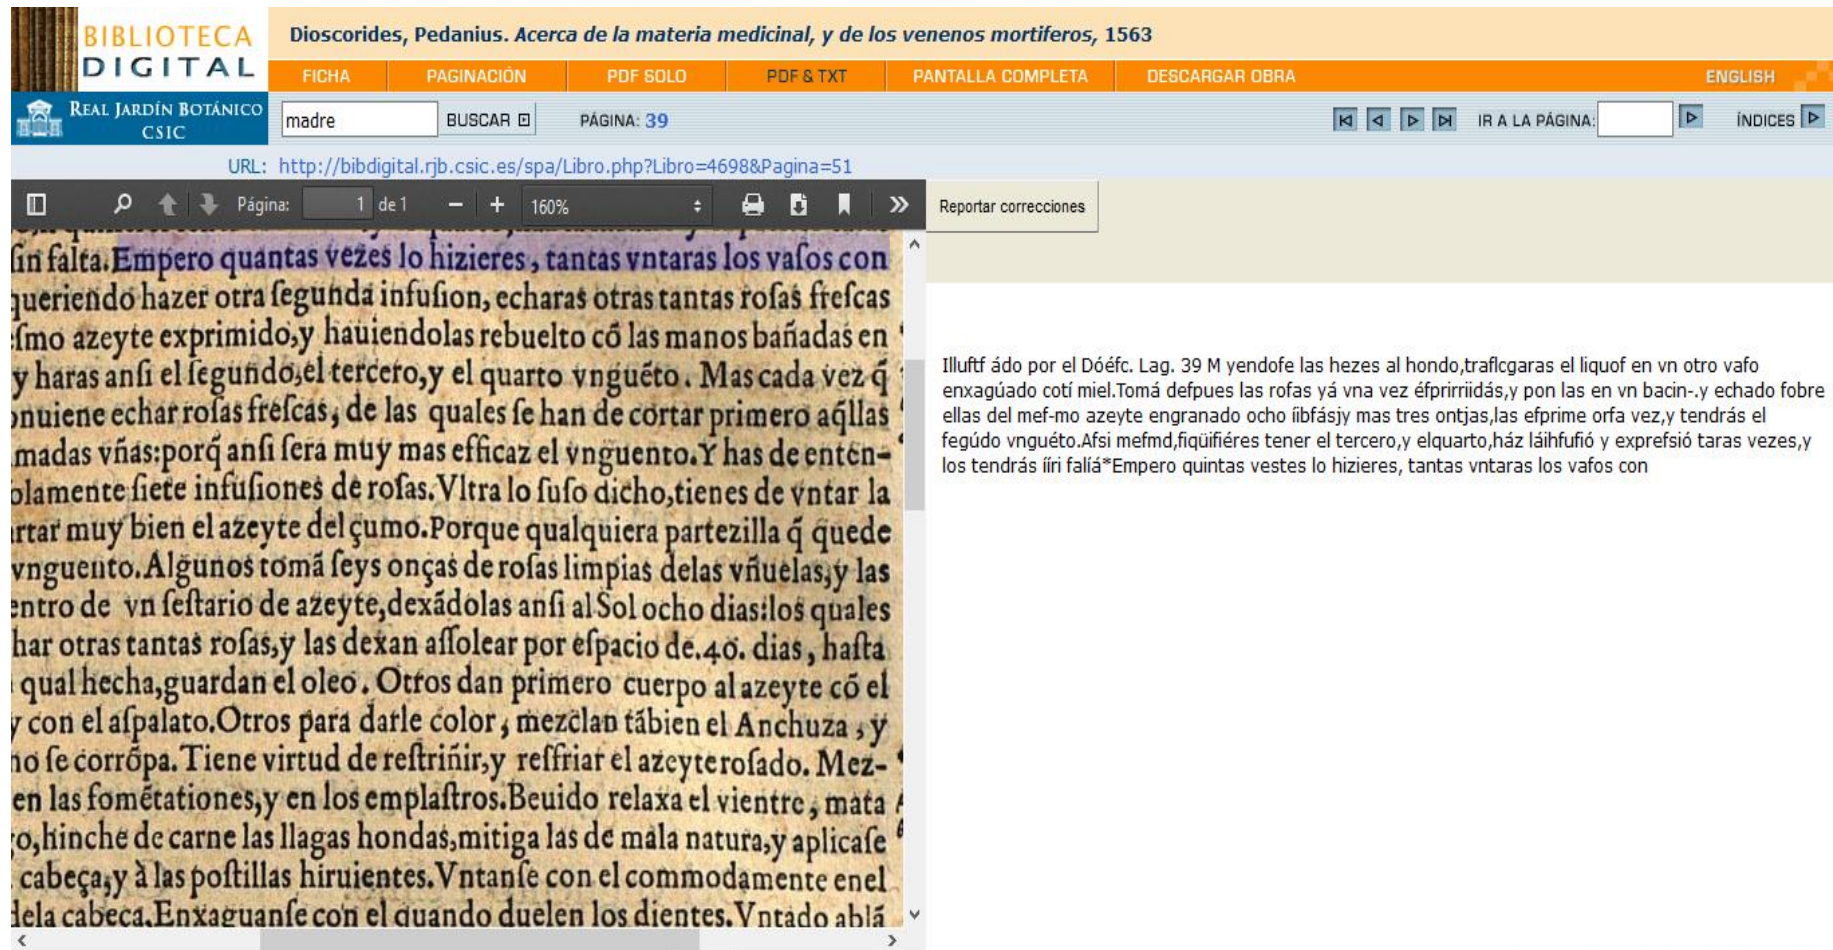 BIBLIOTECA
DIGITAL
REAL JARDÍN BOTÁNICO
CSIC
Dioscorides, Pedanius. Acerca de la materia medicinal, y de los venenos mortiferos, 1563
FICHA PAGINACIÓN PDF SOLO PDF & TXT PANTALLA COMPLETA DESCARGAR OBRA ENGLISH
madre BUSCAR PÁGINA: 39 IR A LA PÁGINA: ÍNDICES
URL: http://bibdigital.rjb.csic.es/spa/Libro.php?Libro=4698&Pagina=51
Página: 1 de 1 − + 160%
ſin falta.Empero quantas vezes lo hizieres, tantas vntaras los vaſos con
queriendo hazer otra ſegunda infuſion, echaras otras tantas roſas freſcas
eſmo azeyte exprimido,y hauiendolas rebuelto cõ las manos bañadas en
y haras anſi el ſegundo,el tercero,y el quarto vnguẽto. Mas cada vez q̃
onuiene echar roſas freſcas, de las quales ſe han de cortar primero aq̃llas
madas vñas:porq̃ anſi ſera muy mas efficaz el vnguento.Y has de enten-
olamente ſiete infuſiones de roſas.Vltra lo ſuſo dicho,tienes de vntar la
rtar muy bien el azeyte del çumo.Porque qualquiera partezilla q̃ quede
vnguento.Algunos tomã ſeys onças de roſas limpias delas vñuelas,y las
entro de vn ſeſtario de azeyte,dexãdolas anſi al Sol ocho dias:los quales
har otras tantas roſas,y las dexan aſſolear por eſpacio de.40. dias, haſta
qual hecha,guardan el oleo. Otros dan primero cuerpo al azeyte cõ el
y con el aſpalato.Otros para darle color, mezclan tãbien el Anchuza, y
no ſe corrõpa. Tiene virtud de reſtriñir,y reſfriar el azeyte roſado. Mez-
en las fomẽtationes,y en los emplaſtros.Beuido relaxa el vientre, mata
o,hinche de carne las llagas hondas,mitiga las de mala natura,y aplicaſe
cabeça,y à las poſtillas hiruientes.Vntanſe con el commodamente enel
dela cabeça.Enxaguanſe con el quando duelen los dientes.Vntado ablã
Reportar correcciones
Illuftf ádo por el Dóéfc. Lag. 39 M yendofe las hezes al hondo,traflcgaras el liquof en vn otro vafo
enxagúado cotí miel.Tomá defpues las rofas yá vna vez éfprirriidás,y pon las en vn bacin-.y echado fobre
ellas del mef-mo azeyte engranado ocho íibfásjy mas tres ontjas,las efprime orfa vez,y tendrás el
fegúdo vnguéto.Afsi mefmd,fiqüifiéres tener el tercero,y elquarto,ház láihfufió y exprefsió taras vezes,y
los tendrás íiri falíá*Empero quintas vestes lo hizieres, tantas vntaras los vafos con